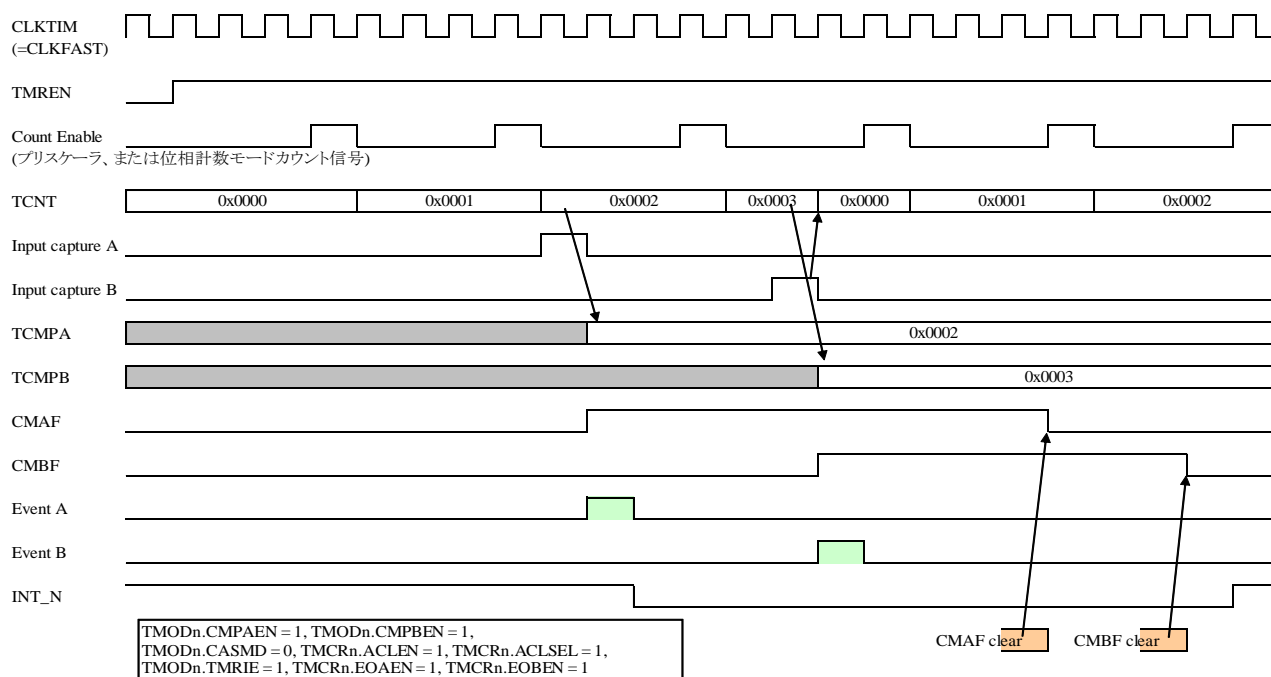 CLKTIM
(=CLKFAST)
TMREN
Count Enable
(プリスケーラ、または位相計数モードカウント信号)
TCNT 0x0000 0x0001 0x0002 0x0003 0x0000 0x0001 0x0002
Input capture A
Input capture B
TCMPA 0x0002
TCMPB 0x0003
CMAF
CMBF
Event A
Event B
INT_N
TMODn.CMPAEN = 1, TMODn.CMPBEN = 1,
TMODn.CASMD = 0, TMCRn.ACLEN = 1, TMCRn.ACLSEL = 1,
TMODn.TMRIE = 1, TMCRn.EOAEN = 1, TMCRn.EOBEN = 1
CMAF clear CMBF clear